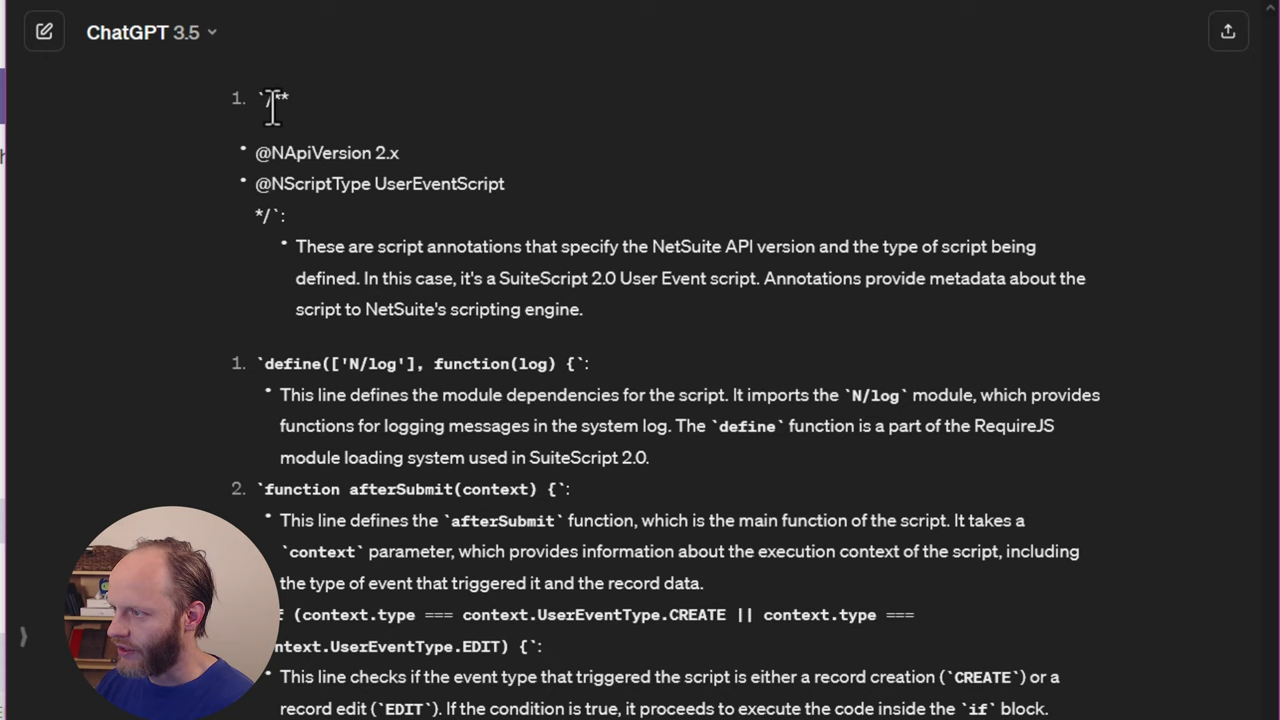 ChatGPT 3.5
1. `/**
• @NApiVersion 2.x
• @NScriptType UserEventScript
*/`:
• These are script annotations that specify the NetSuite API version and the type of script being
defined. In this case, it's a SuiteScript 2.0 User Event script. Annotations provide metadata about the
script to NetSuite's scripting engine.
1. `define(['N/log'], function(log) {`:
• This line defines the module dependencies for the script. It imports the `N/log` module, which provides
functions for logging messages in the system log. The `define` function is a part of the RequireJS
module loading system used in SuiteScript 2.0.
2. `function afterSubmit(context) {`:
• This line defines the `afterSubmit` function, which is the main function of the script. It takes a
`context` parameter, which provides information about the execution context of the script, including
the type of event that triggered it and the record data.
(context.type === context.UserEventType.CREATE || context.type ===
ntext.UserEventType.EDIT) {`:
• This line checks if the event type that triggered the script is either a record creation (`CREATE`) or a
record edit (`EDIT`). If the condition is true, it proceeds to execute the code inside the `if` block.